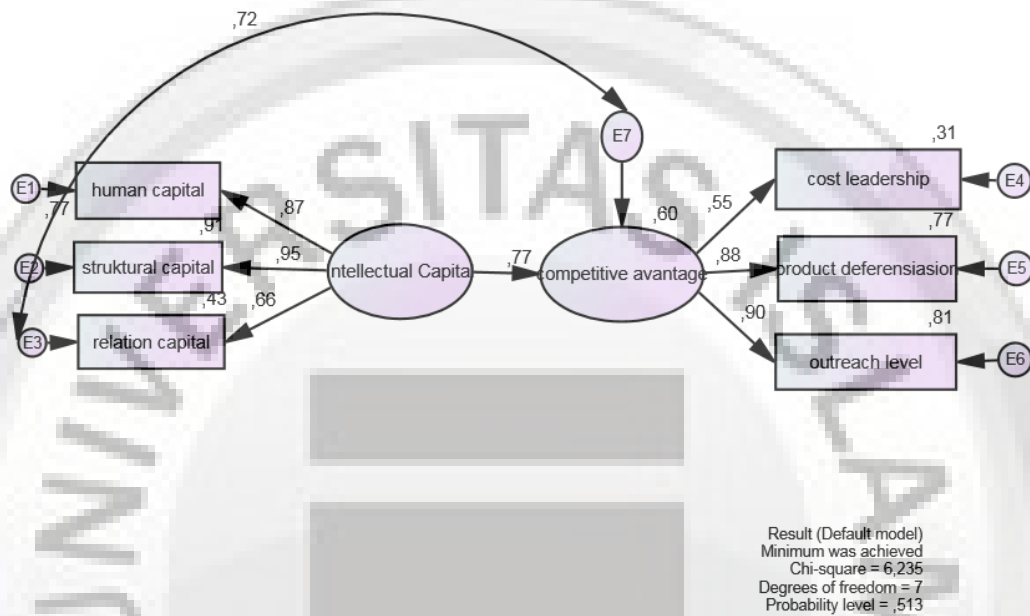 ,72
E7
,31
E1
human capital
,77
,87
,91
E2
struktural capital
,95
,43
E3
relation capital
,66
ntellectual Capita
,77
,60
competitive avantage
,55
cost leadership
E4
,77
,88
product deferensiasion
E5
,90
,81
outreach level
E6
SITAS ISLAM
Result (Default model)
Minimum was achieved
Chi-square = 6,235
Degrees of freedom = 7
Probability level = ,513